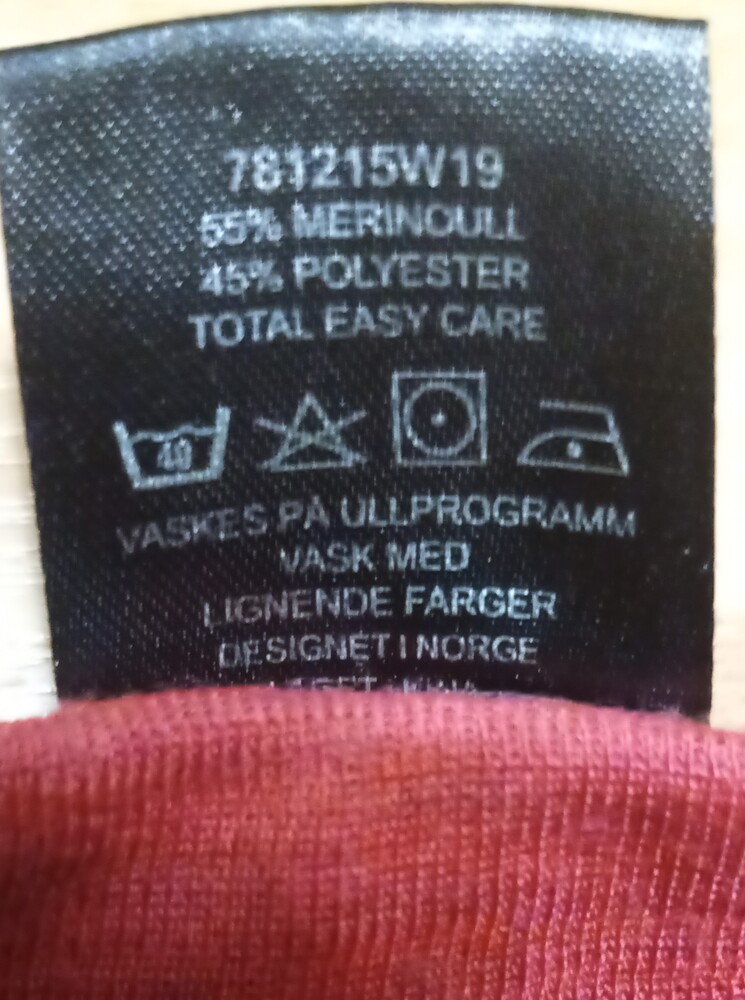 781215W19
55% MERINOULL
45% POLYESTER
TOTAL EASY CARE
40
VASKES PÅ ULLPROGRAMM
VASK MED
LIGNENDE FARGER
DESIGNET I NORGE